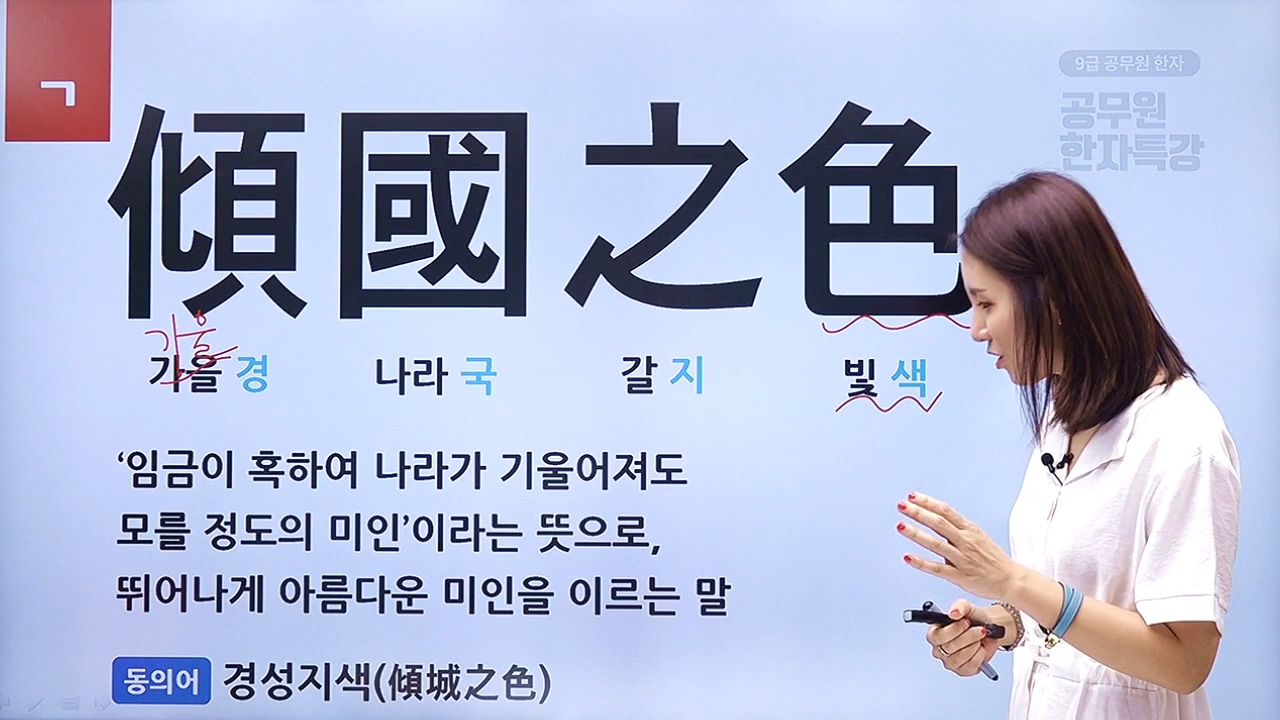 ㄱ
9급 공무원 한자
공무원
한자특강
傾國之色
가울
가을 경 나라 국 갈 지 빛 색
‘임금이 혹하여 나라가 기울어져도
모를 정도의 미인’이라는 뜻으로,
뛰어나게 아름다운 미인을 이르는 말
동의어 경성지색(傾城之色)